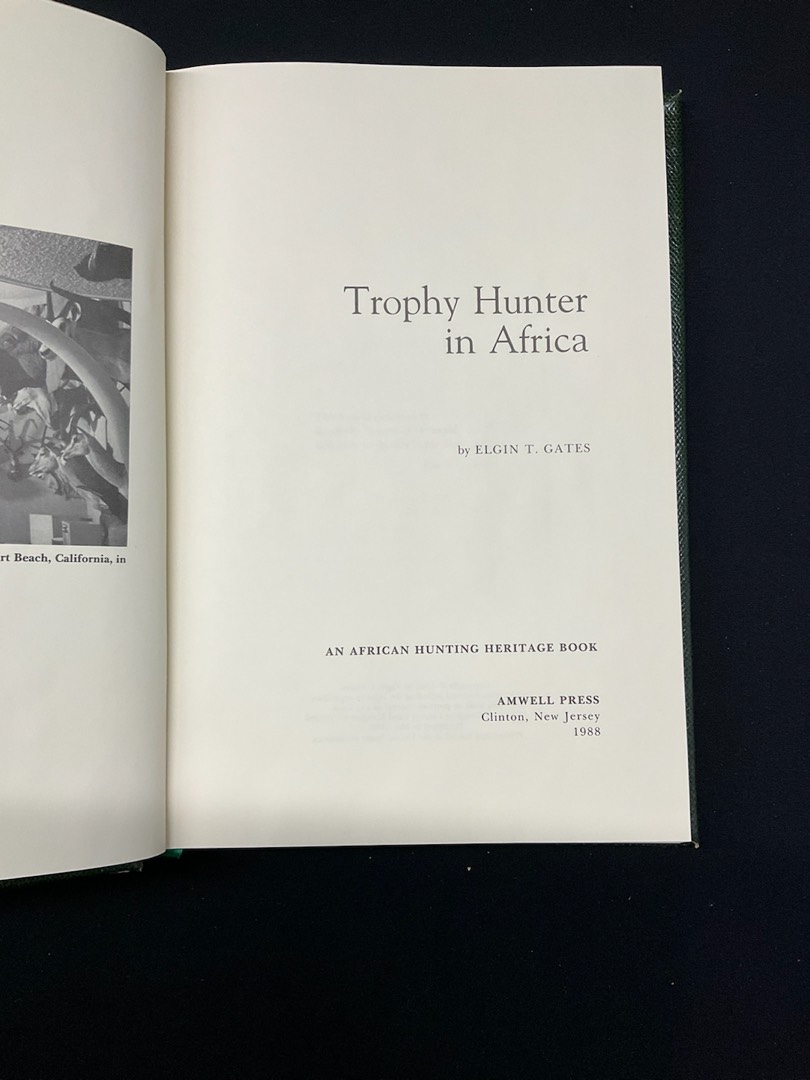 rt Beach, California, in
Trophy Hunter
in Africa
by ELGIN T. GATES
AN AFRICAN HUNTING HERITAGE BOOK
AMWELL PRESS
Clinton, New Jersey
1988